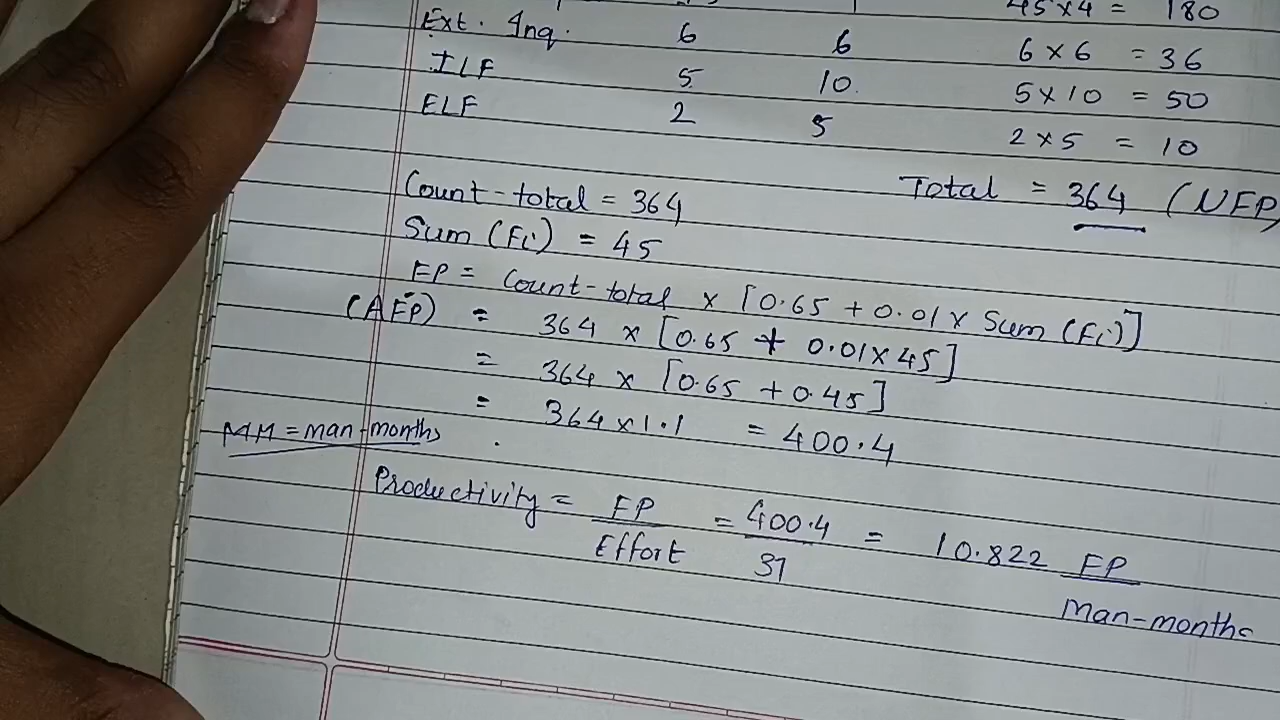 45 x 4 = 180
Ext. Inq. 6 6 6 x 6 = 36
ILF 5 10 5 x 10 = 50
ELF 2 5 2 x 5 = 10
Total = 364 (UFP)
Count-total = 364
Sum (Fi) = 45
FP = Count-total x [0.65 + 0.01 x Sum (Fi)]
(AFP) = 364 x [0.65 + 0.01 x 45]
= 364 x [0.65 + 0.45]
= 364 x 1.1 = 400.4
MM = man-months
Productivity = FP / Effort = 400.4 / 37 = 10.822 FP / man-months